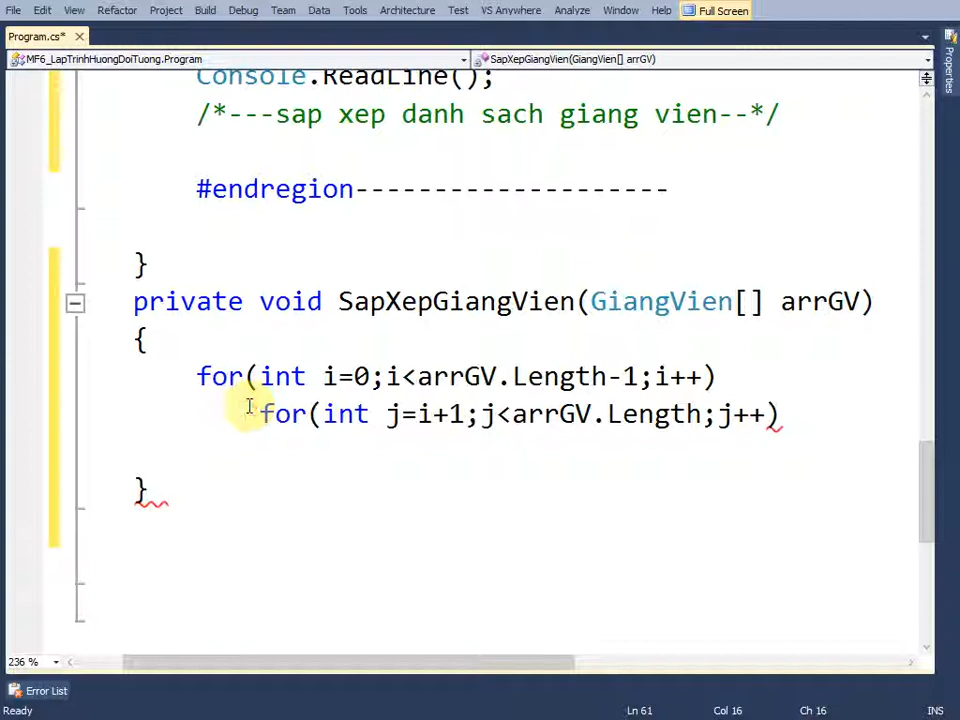 File Edit View Refactor Project Build Debug Team Data Tools Architecture Test VS Anywhere Analyze Window Help Full Screen
Program.cs*
MF6_LapTrinhHuongDoiTuong.Program SapXepGiangVien(GiangVien[] arrGV)
Properties
Console.ReadLine();
/*---sap xep danh sach giang vien--*/
#endregion--------------------
}
private void SapXepGiangVien(GiangVien[] arrGV)
{
for(int i=0;i<arrGV.Length-1;i++)
for(int j=i+1;j<arrGV.Length;j++)
}
236 %
Error List
Ready Ln 61 Col 16 Ch 16 INS